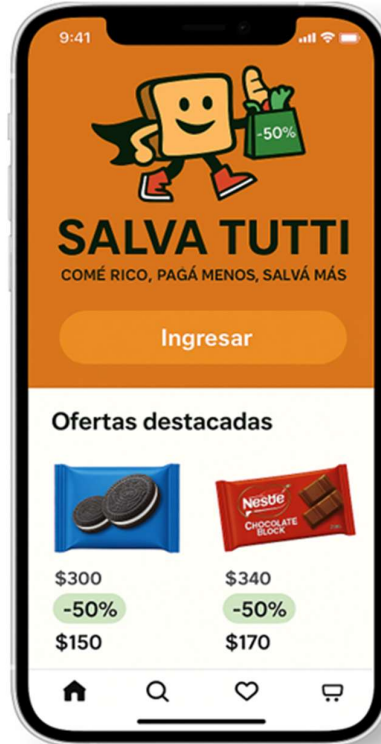 9:41
-50%
SALVA TUTTI
COMÉ RICO, PAGÁ MENOS, SALVÁ MÁS
Ingresar
Ofertas destacadas
Nestle
CHOCOLATE
BLOCK
$300 $340
-50% -50%
$150 $170